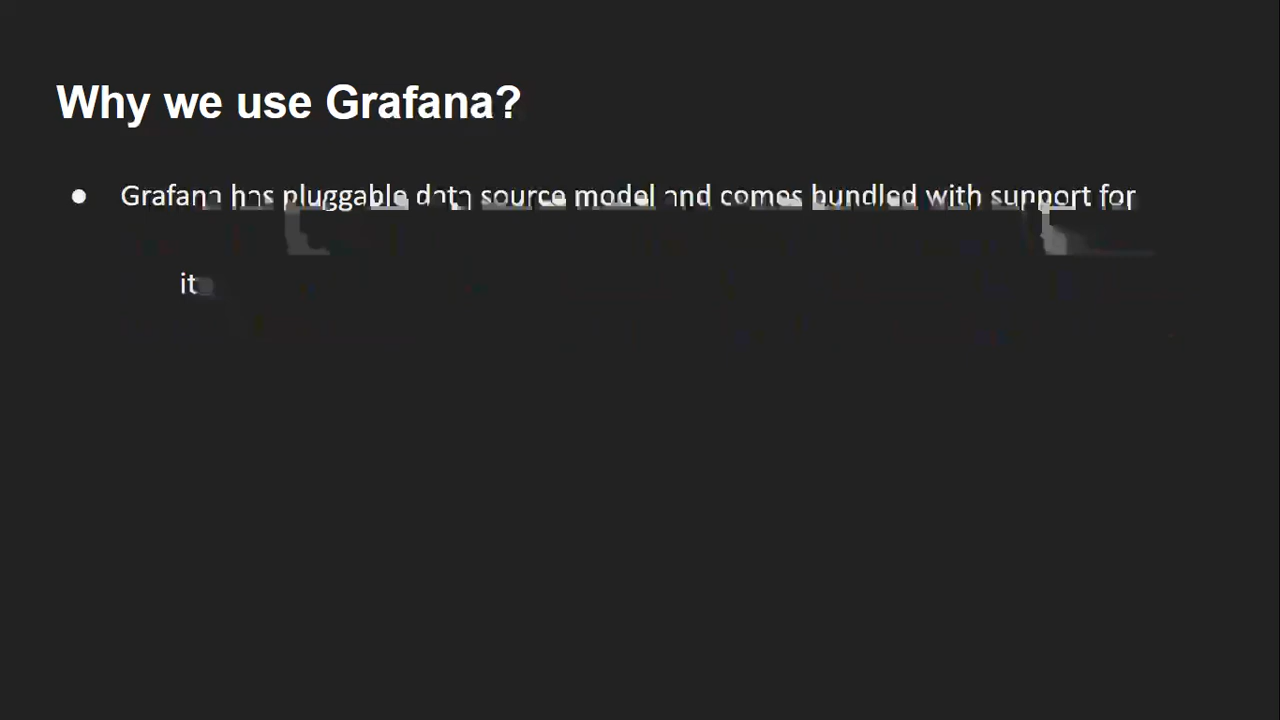 Why we use Grafana?
● Grafana has pluggable data source model and comes bundled with support for
it